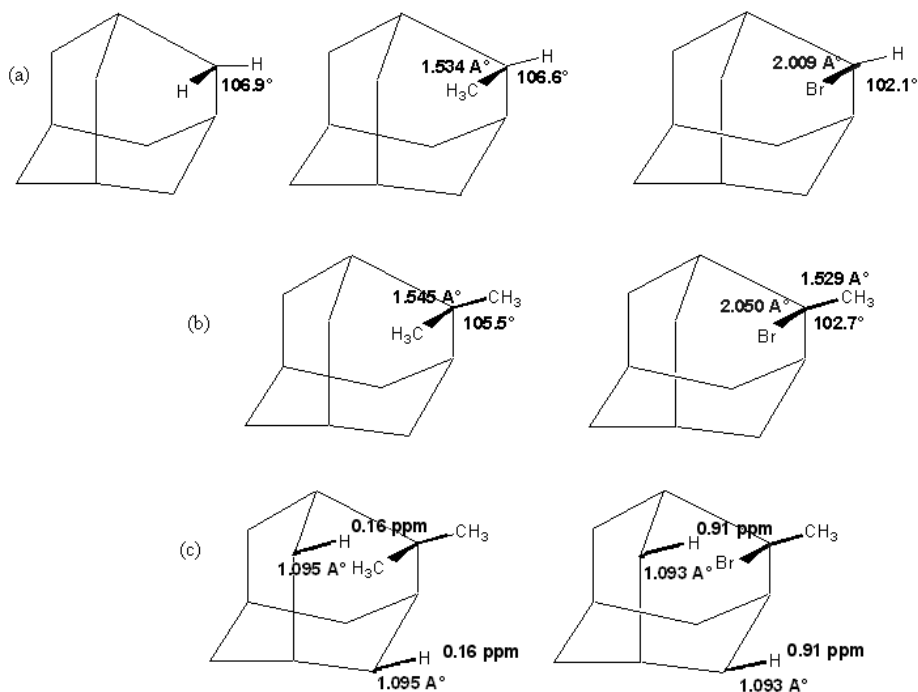 (a)
H
H
106.9°
1.534 A°
H
H₃C
106.6°
2.009 A°
H
Br
102.1°
(b)
1.545 A°
CH₃
H₃C
105.5°
1.529 A°
2.050 A°
CH₃
Br
102.7°
(c)
0.16 ppm
H
CH₃
1.095 A°
H₃C
H
0.16 ppm
1.095 A°
0.91 ppm
H
CH₃
1.093 A°
Br
H
0.91 ppm
1.093 A°